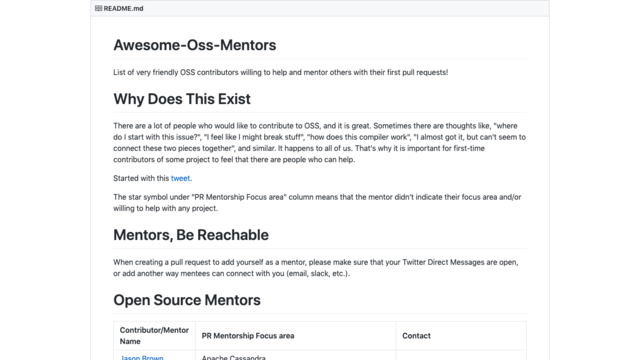 README.md
Awesome-Oss-Mentors
List of very friendly OSS contributors willing to help and mentor others with their first pull requests!
Why Does This Exist
There are a lot of people who would like to contribute to OSS, and it is great. Sometimes there are thoughts like, "where
do I start with this issue?", "I feel like I might break stuff", "how does this compiler work", "I almost got it, but can't seem to
connect these two pieces together", and similar. It happens to all of us. That's why it is important for first-time
contributors of some project to feel that there are people who can help.
Started with this tweet.
The star symbol under "PR Mentorship Focus area" column means that the mentor didn't indicate their focus area and/or
willing to help with any project.
Mentors, Be Reachable
When creating a pull request to add yourself as a mentor, please make sure that your Twitter Direct Messages are open,
or add another way mentees can connect with you (email, slack, etc.).
Open Source Mentors
Contributor/Mentor
Name
PR Mentorship Focus area
Contact
Jason Brown
Apache Cassandra